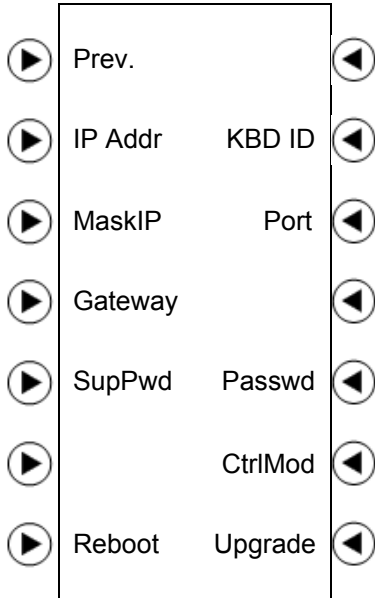 Prev.
IP Addr KBD ID
MaskIP Port
Gateway
SupPwd Passwd
CtrlMod
Reboot Upgrade